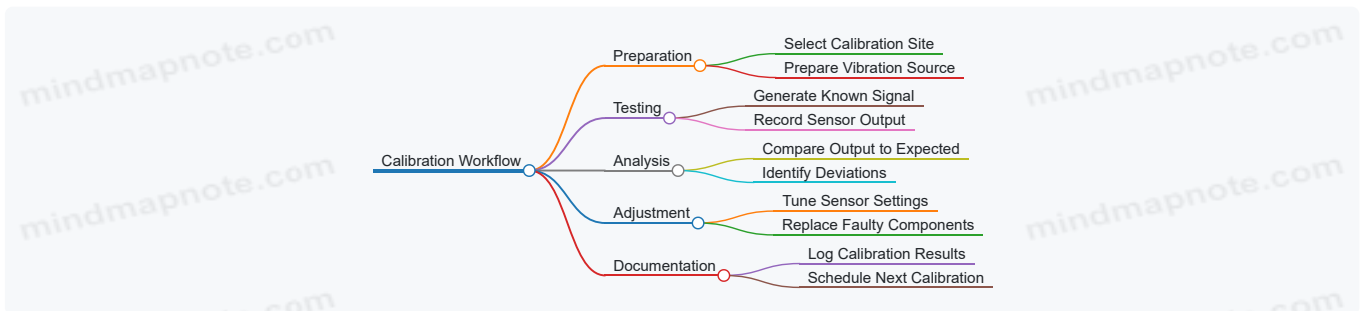 mindmapnote.com
mindmapnote.com
Select Calibration Site
Preparation
Prepare Vibration Source
Generate Known Signal
Testing
Record Sensor Output
Compare Output to Expected
Calibration Workflow
Analysis
Identify Deviations
mindmapnote.com
mindmapnote.com
Tune Sensor Settings
Adjustment
Replace Faulty Components
Log Calibration Results
Documentation
Schedule Next Calibration